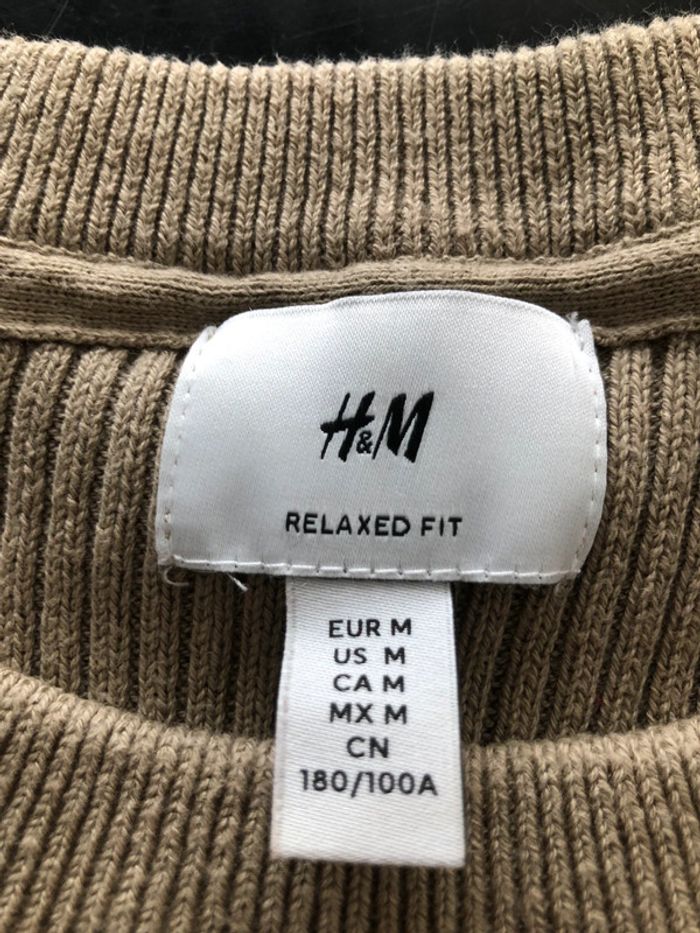 H&M
RELAXED FIT
EUR M
US M
CA M
MX M
CN
180/100A